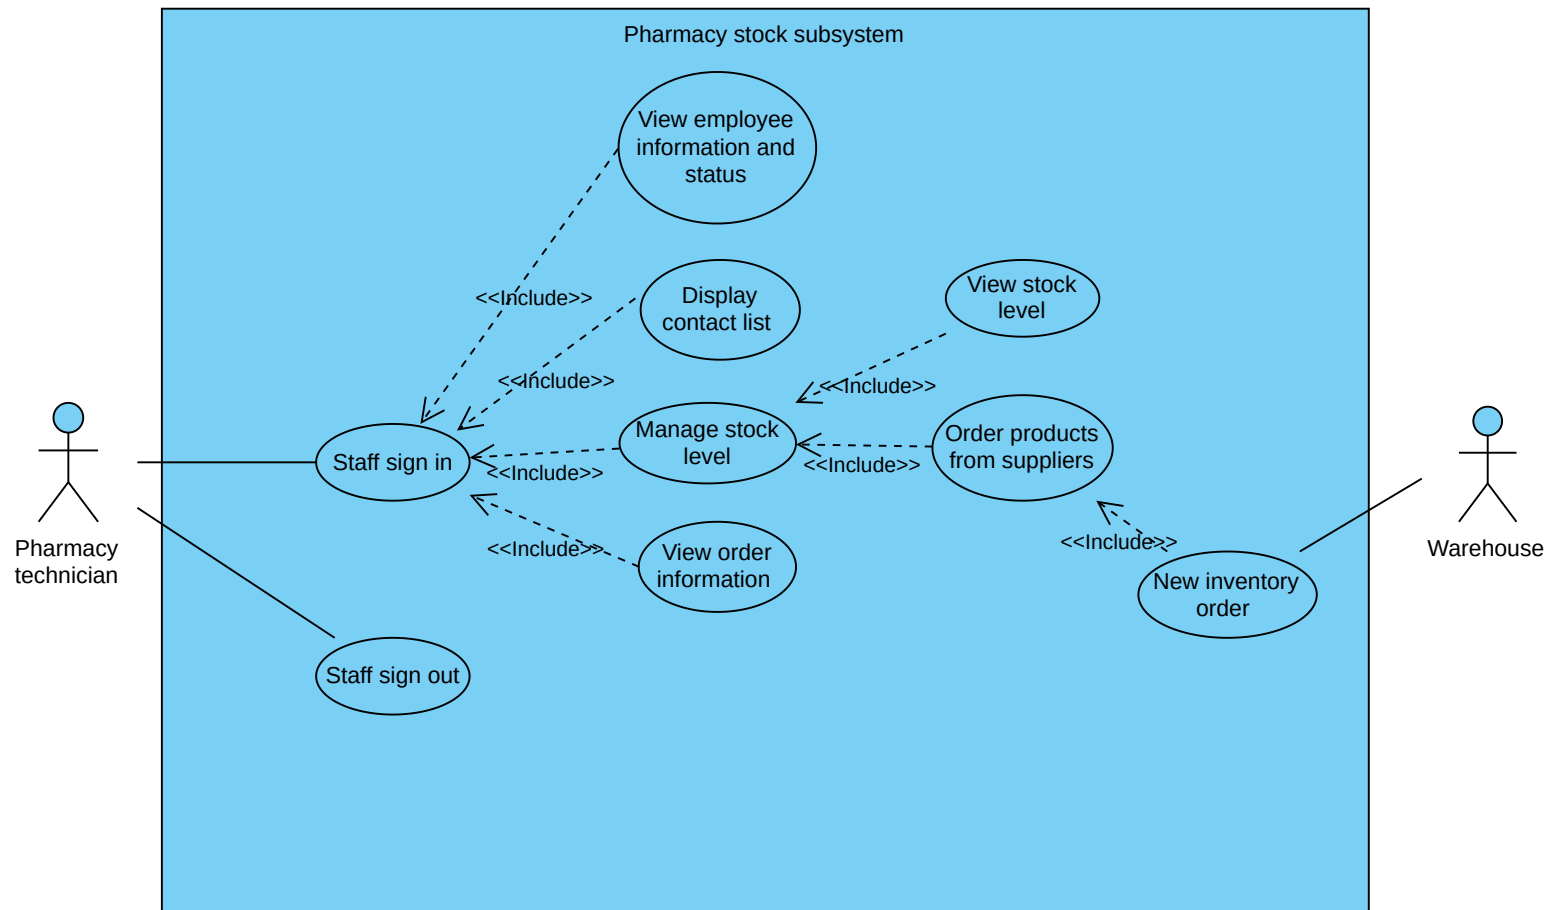 Pharmacy stock subsystem
View employee
information and
status
<<Include>>
Display
contact list
View stock
level
<<Include>>
<<Include>>
Manage stock
level
Order products
from suppliers
Staff sign in
<<Include>>
<<Include>>
<<Include>>
View order
information
<<Include>>
New inventory
order
Pharmacy
technician
Warehouse
Staff sign out